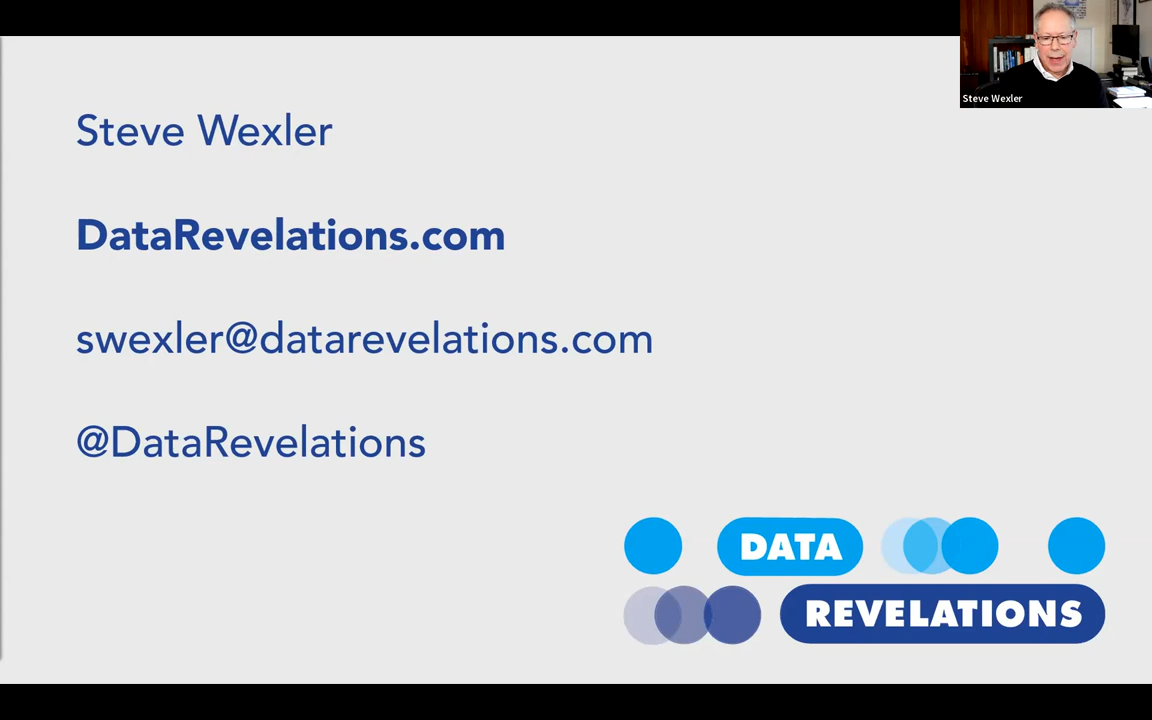 Steve Wexler
Steve Wexler
DataRevelations.com
swexler@datarevelations.com
@DataRevelations
DATA
REVELATIONS